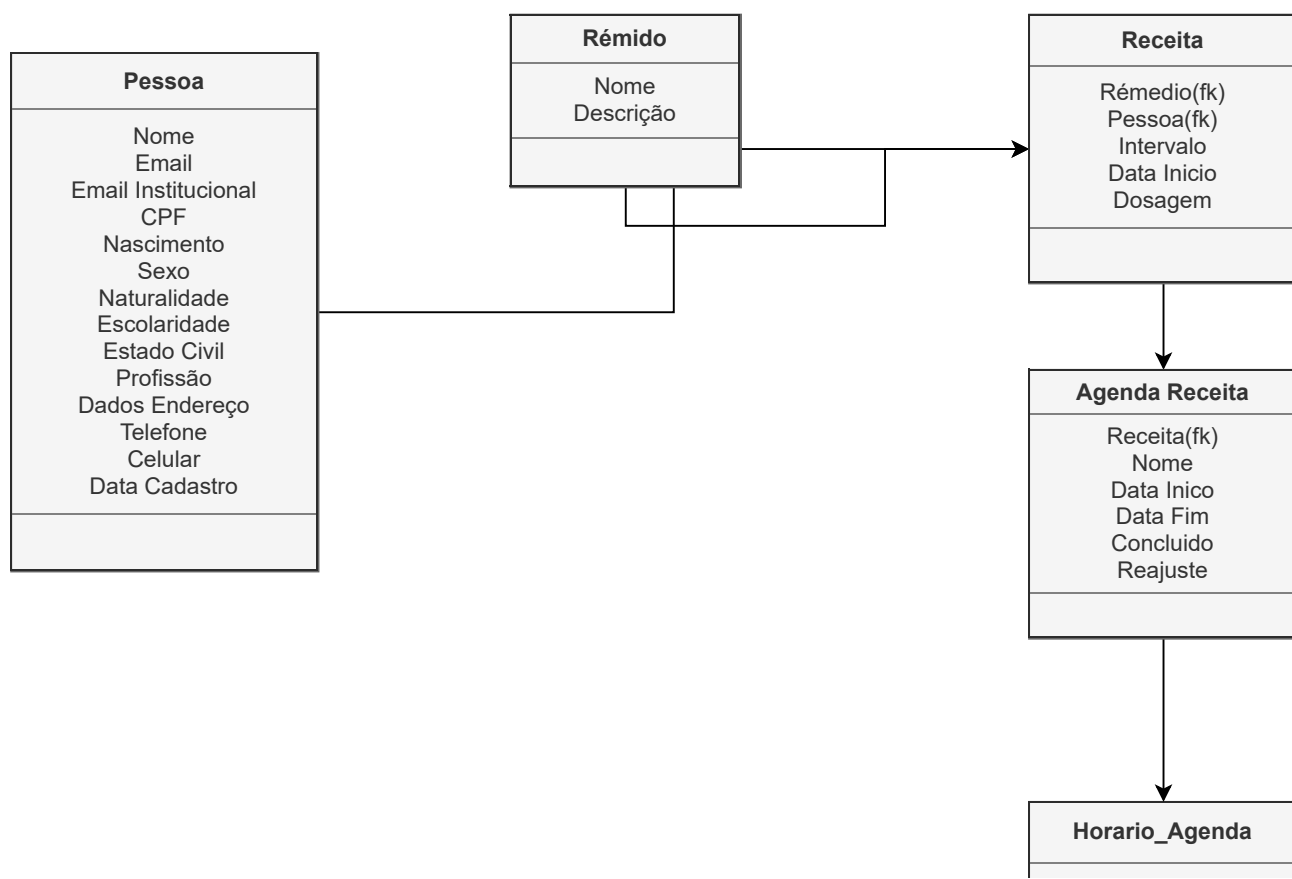 Pessoa
Nome
Email
Email Institucional
CPF
Nascimento
Sexo
Naturalidade
Escolaridade
Estado Civil
Profissão
Dados Endereço
Telefone
Celular
Data Cadastro
Rémido
Nome
Descrição
Receita
Rémedio(fk)
Pessoa(fk)
Intervalo
Data Inicio
Dosagem
Agenda Receita
Receita(fk)
Nome
Data Inico
Data Fim
Concluido
Reajuste
Horario_Agenda